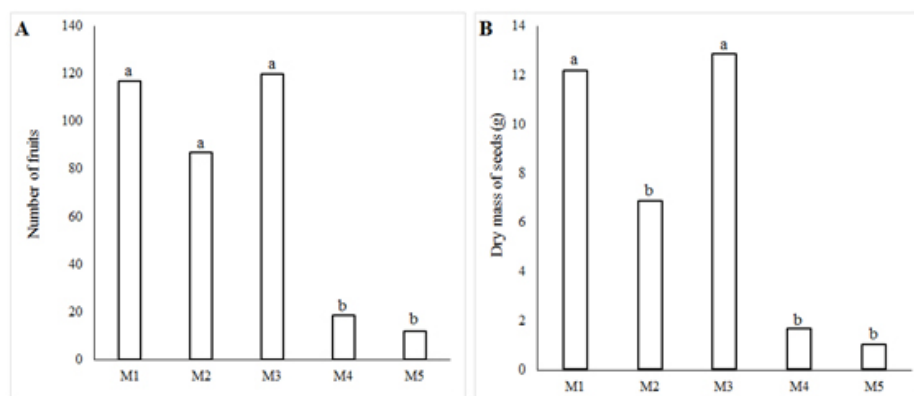 A
140
120
100
80
60
40
20
0
Number of fruits
a
a
a
b
b
M1 M2 M3 M4 M5
B
14
12
10
8
6
4
2
0
Dry mass of seeds (g)
a
b
a
b
b
M1 M2 M3 M4 M5